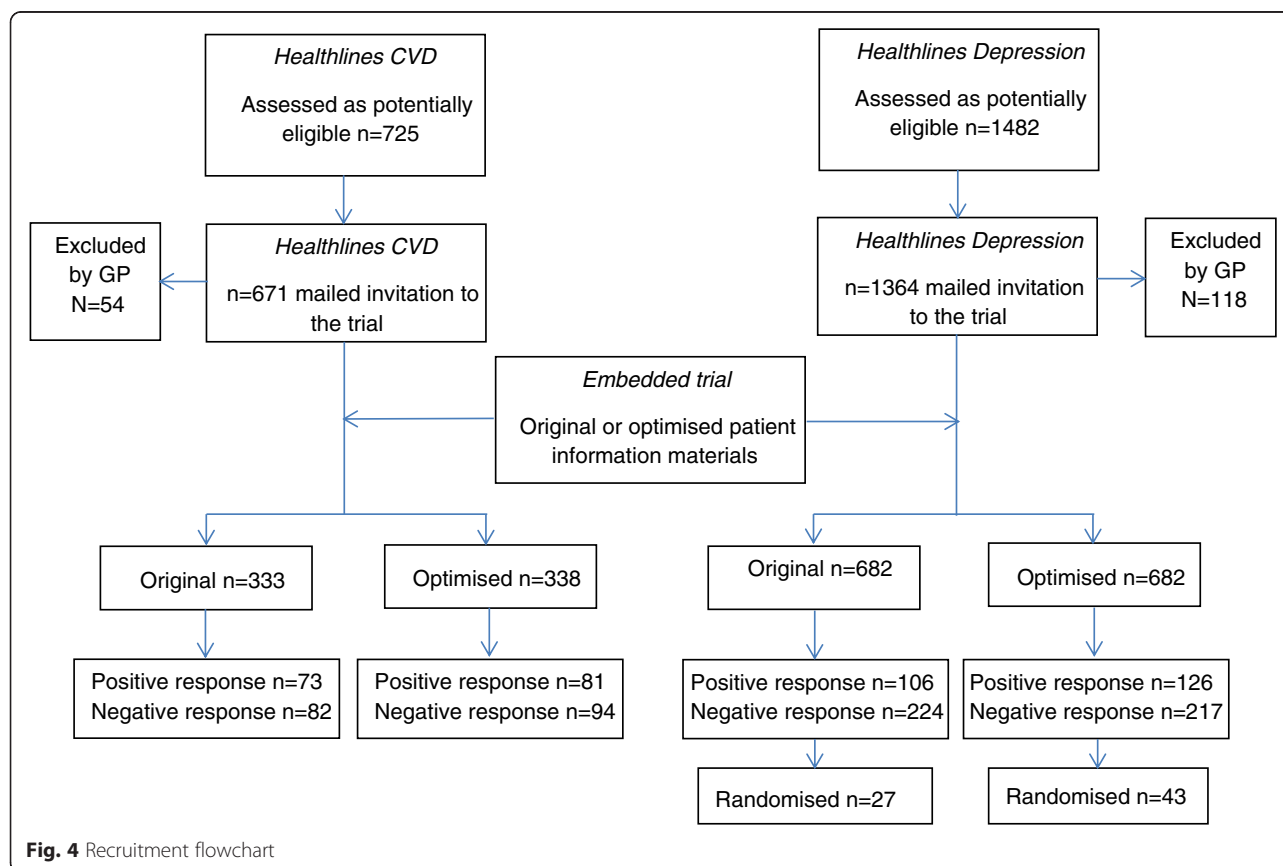 Healthlines CVD
Assessed as potentially
eligible n=725
Healthlines Depression
Assessed as potentially
eligible n=1482
Excluded
by GP
N=54
Healthlines CVD
n=671 mailed invitation to
the trial
Healthlines Depression
n=1364 mailed invitation
to the trial
Excluded
by GP
N=118
Embedded trial
Original or optimised patient
information materials
Original n=333
Optimised n=338
Original n=682
Optimised n=682
Positive response n=73
Negative response n=82
Positive response n=81
Negative response n=94
Positive response n=106
Negative response n=224
Positive response n=126
Negative response n=217
Randomised n=27
Randomised n=43
Fig. 4 Recruitment flowchart